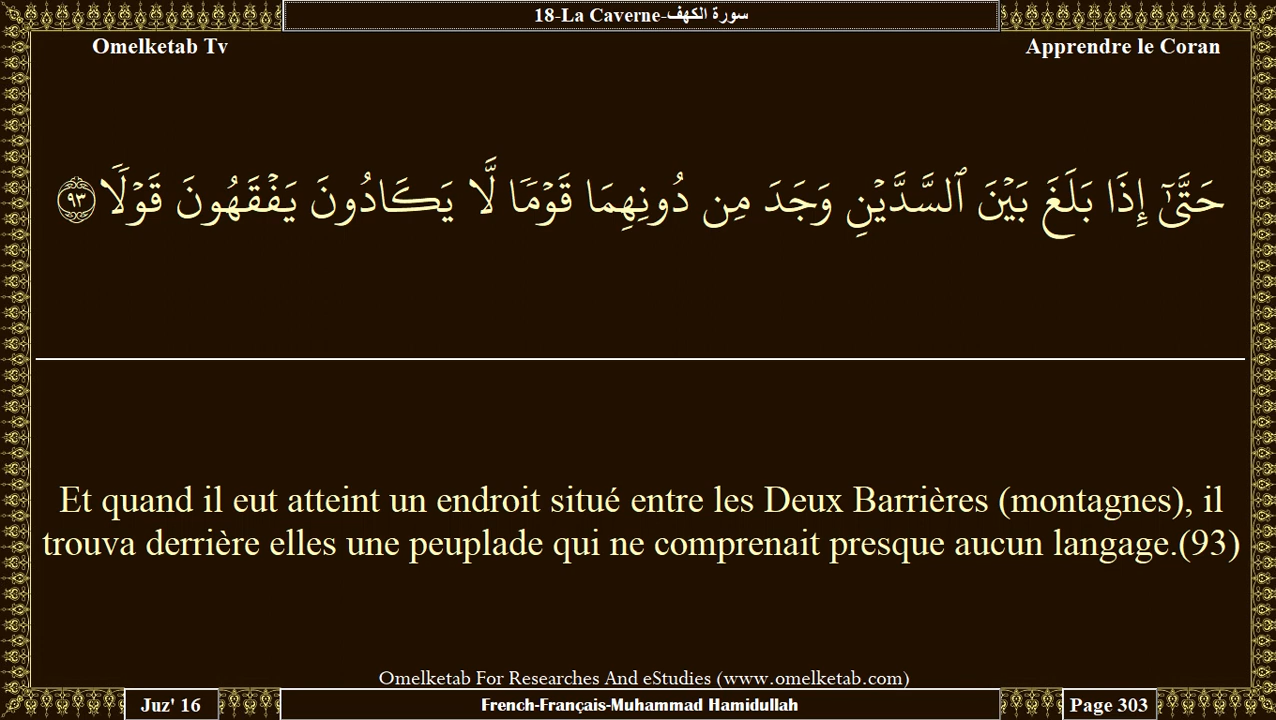 18-La Caverne-سورة الكهف
Omelketab Tv
Apprendre le Coran
حَتَّىٰٓ إِذَا بَلَغَ بَيۡنَ ٱلسَّدَّيۡنِ وَجَدَ مِن دُونِهِمَا قَوۡمٗا لَّا يَكَادُونَ يَفۡقَهُونَ قَوۡلٗا ٩٣
Et quand il eut atteint un endroit situé entre les Deux Barrières (montagnes), il
trouva derrière elles une peuplade qui ne comprenait presque aucun langage.(93)
Omelketab For Researches And eStudies (www.omelketab.com)
Juz' 16
French-Français-Muhammad Hamidullah
Page 303